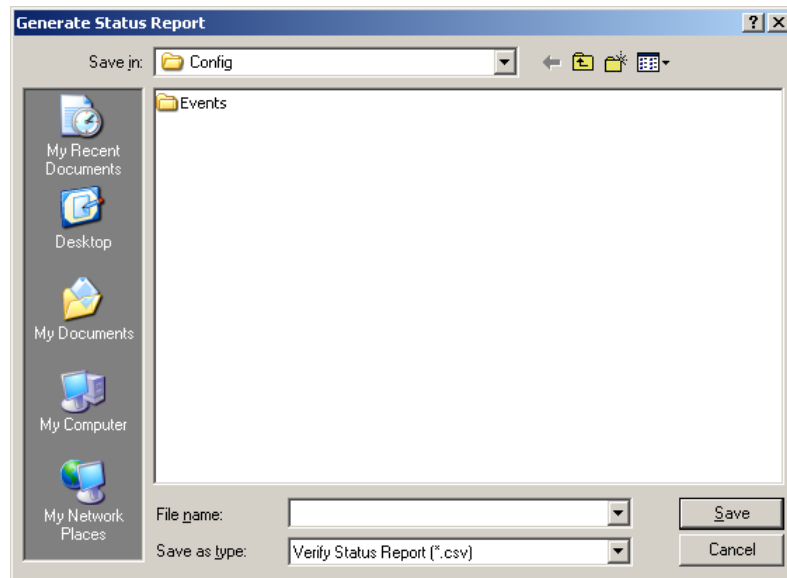 Generate Status Report
Save in: Config
Events
My Recent
Documents
Desktop
My Documents
My Computer
My Network
Places
File name: Save
Save as type: Verify Status Report (*.csv) Cancel